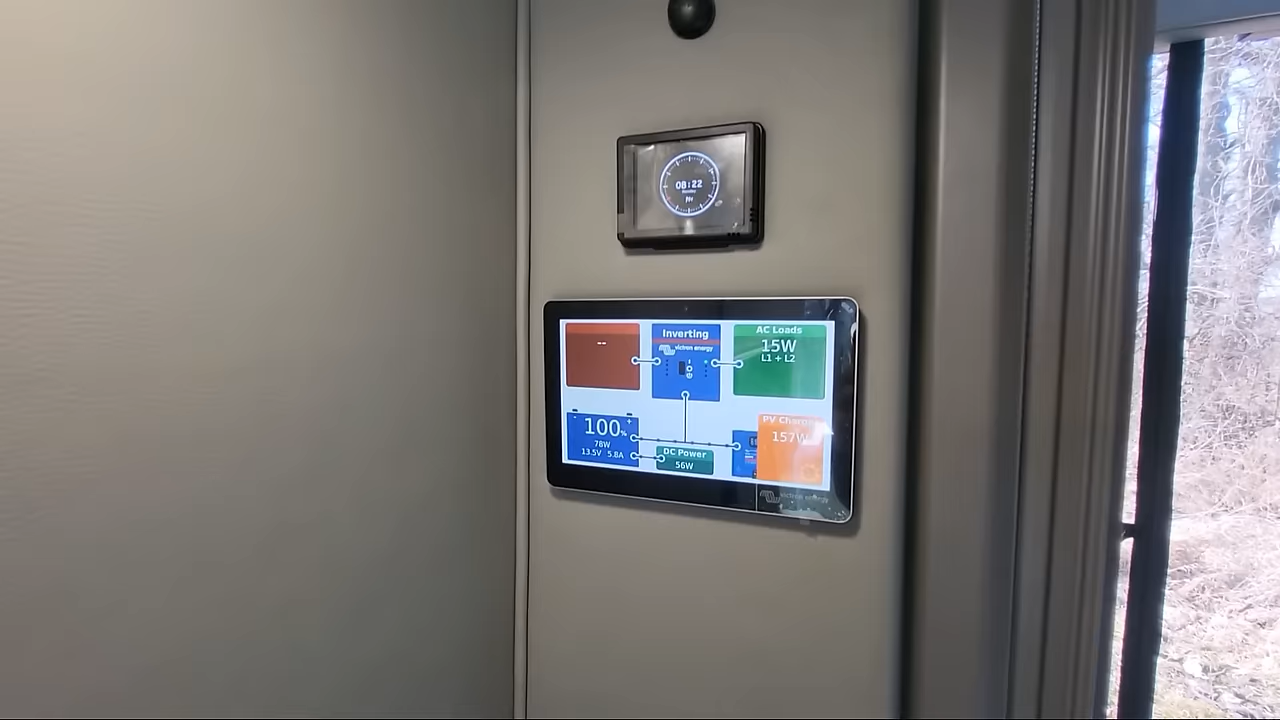 08:22
PM
--
Inverting
victron energy
AC Loads
15W
L1 + L2
100%
78W
13.5V 5.8A
DC Power
56W
PV Charger
157W
victron energy